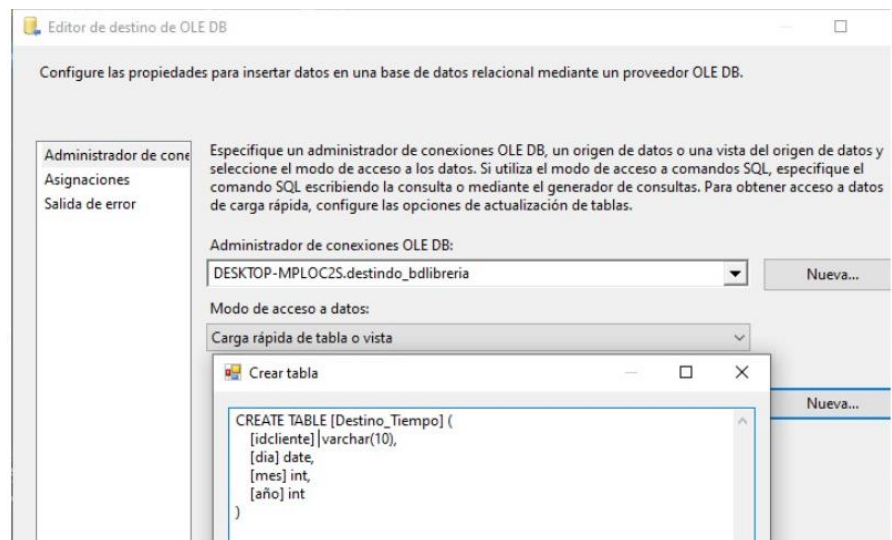 Editor de destino de OLE DB
Configure las propiedades para insertar datos en una base de datos relacional mediante un proveedor OLE DB.
Administrador de cone
Asignaciones
Salida de error
Especifique un administrador de conexiones OLE DB, un origen de datos o una vista del origen de datos y
seleccione el modo de acceso a los datos. Si utiliza el modo de acceso a comandos SQL, especifique el
comando SQL escribiendo la consulta o mediante el generador de consultas. Para obtener acceso a datos
de carga rápida, configure las opciones de actualización de tablas.
Administrador de conexiones OLE DB:
DESKTOP-MPLOC2S.destindo_bdlibreria
Nueva...
Modo de acceso a datos:
Carga rápida de tabla o vista
Crear tabla
Nueva...
CREATE TABLE [Destino_Tiempo] (
[idcliente] varchar(10),
[dia] date,
[mes] int,
[año] int
)